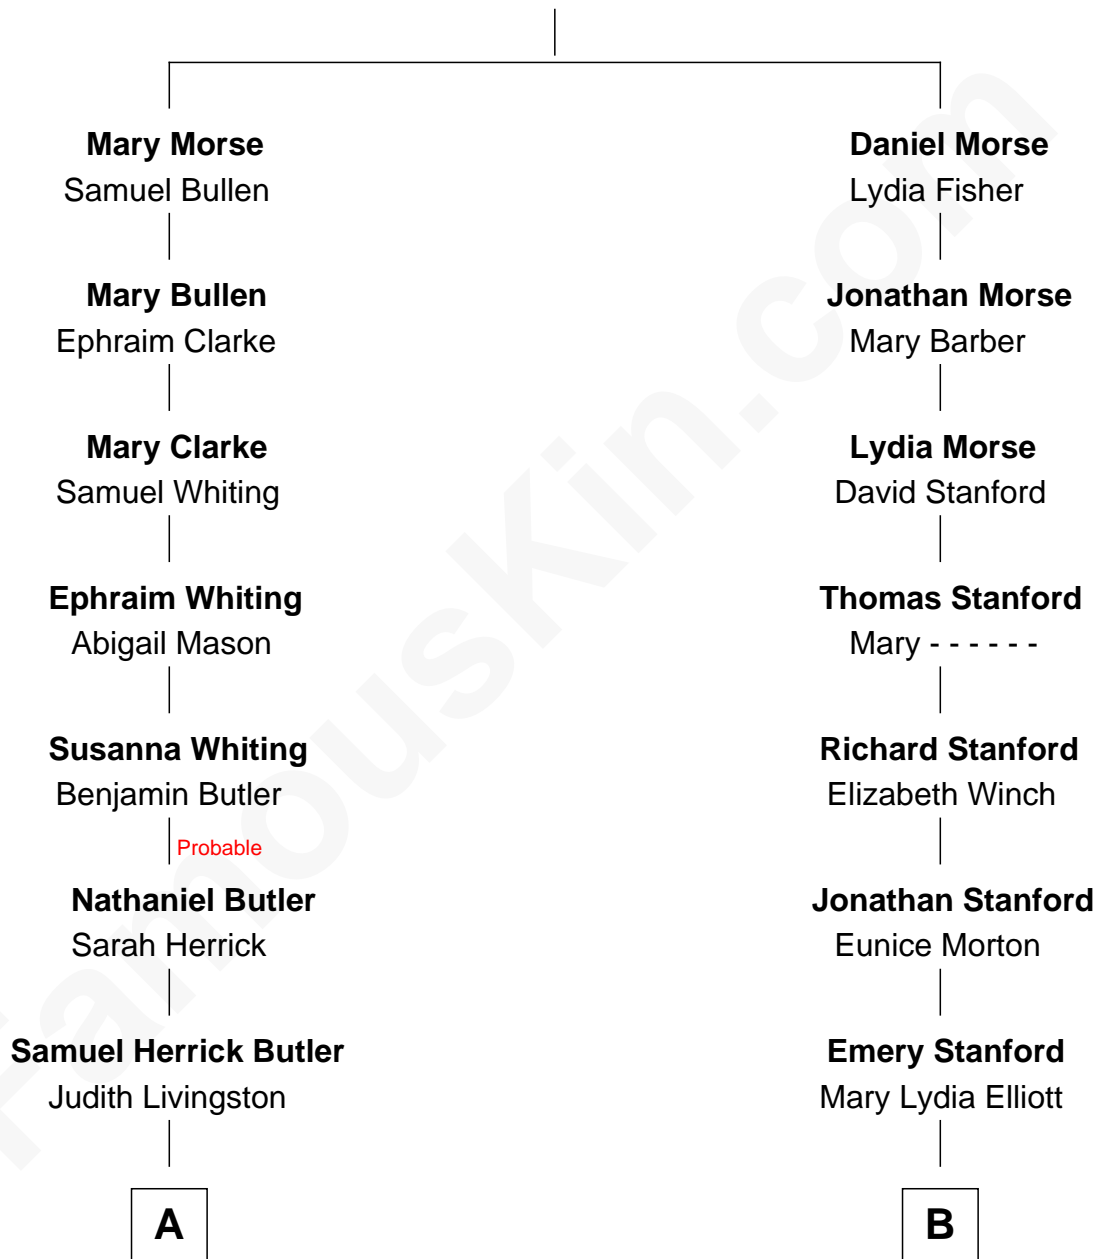 Mary Morse
Samuel Bullen
Mary Bullen
Ephraim Clarke
Mary Clarke
Samuel Whiting
Ephraim Whiting
Abigail Mason
Susanna Whiting
Benjamin Butler
Probable
Nathaniel Butler
Sarah Herrick
Samuel Herrick Butler
Judith Livingston
A
Daniel Morse
Lydia Fisher
Jonathan Morse
Mary Barber
Lydia Morse
David Stanford
Thomas Stanford
Mary - - - - - -
Richard Stanford
Elizabeth Winch
Jonathan Stanford
Eunice Morton
Emery Stanford
Mary Lydia Elliott
B
FamousKin.com